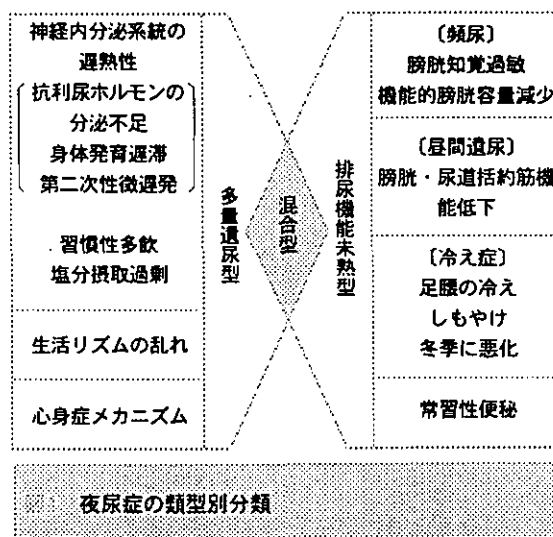 神経内分泌系統の
遅熟性
抗利尿ホルモンの
分泌不足
身体発育遅滞
第二次性徴遅発
習慣性多飲
塩分摂取過剰
生活リズムの乱れ
心身症メカニズム
多量遺尿型
混合型
排尿機能未熟型
〔頻尿〕
膀胱知覚過敏
機能的膀胱容量減少
〔昼間遺尿〕
膀胱・尿道括約筋機
能低下
〔冷え症〕
足腰の冷え
しもやけ
冬季に悪化
常習性便秘
夜尿症の類型別分類